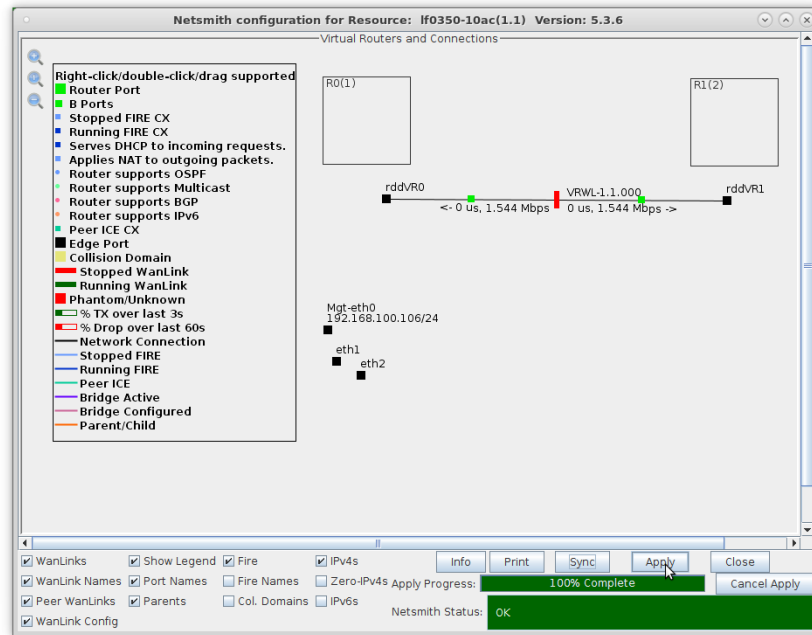 Netsmith configuration for Resource:  lf0350-10ac(1.1)  Version: 5.3.6
Virtual Routers and Connections
Right-click/double-click/drag supported
Router Port
B Ports
Stopped FIRE CX
Running FIRE CX
Serves DHCP to incoming requests.
Applies NAT to outgoing packets.
Router supports OSPF
Router supports Multicast
Router supports BGP
Router supports IPv6
Peer ICE CX
Edge Port
Collision Domain
Stopped WanLink
Running WanLink
Phantom/Unknown
% TX over last 3s
% Drop over last 60s
Network Connection
Stopped FIRE
Running FIRE
Peer ICE
Bridge Active
Bridge Configured
Parent/Child
R0(1)
R1(2)
rddVR0
VRWL-1.1.000
rddVR1
<- 0 us, 1.544 Mbps
0 us, 1.544 Mbps ->
Mgt-eth0
192.168.100.106/24
eth1
eth2
WanLinks
Show Legend
Fire
IPv4s
Info
Print
Sync
Apply
Close
WanLink Names
Port Names
Fire Names
Zero-IPv4s
Apply Progress:
100% Complete
Cancel Apply
Peer WanLinks
Parents
Col. Domains
IPv6s
Netsmith Status:
OK
WanLink Config